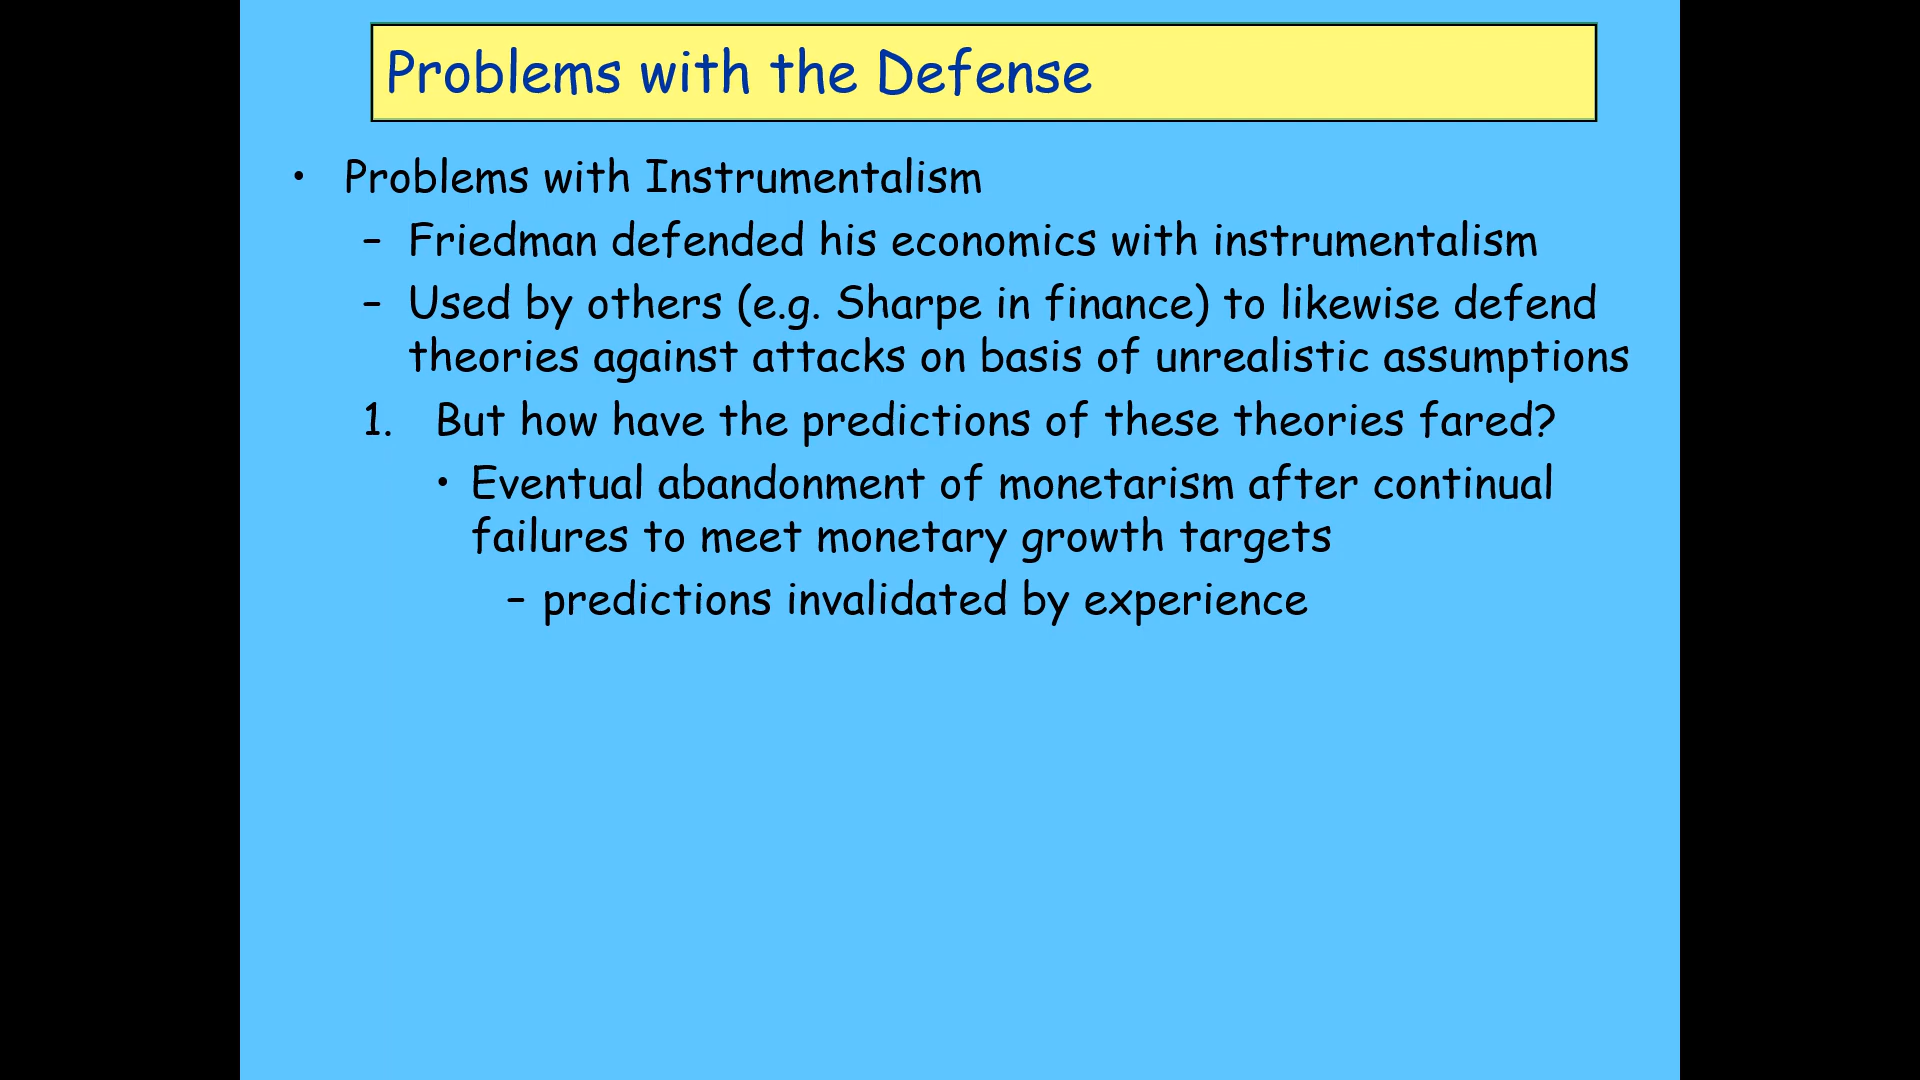 Problems with the Defense
• Problems with Instrumentalism
– Friedman defended his economics with instrumentalism
– Used by others (e.g. Sharpe in finance) to likewise defend
theories against attacks on basis of unrealistic assumptions
1. But how have the predictions of these theories fared?
• Eventual abandonment of monetarism after continual
failures to meet monetary growth targets
– predictions invalidated by experience